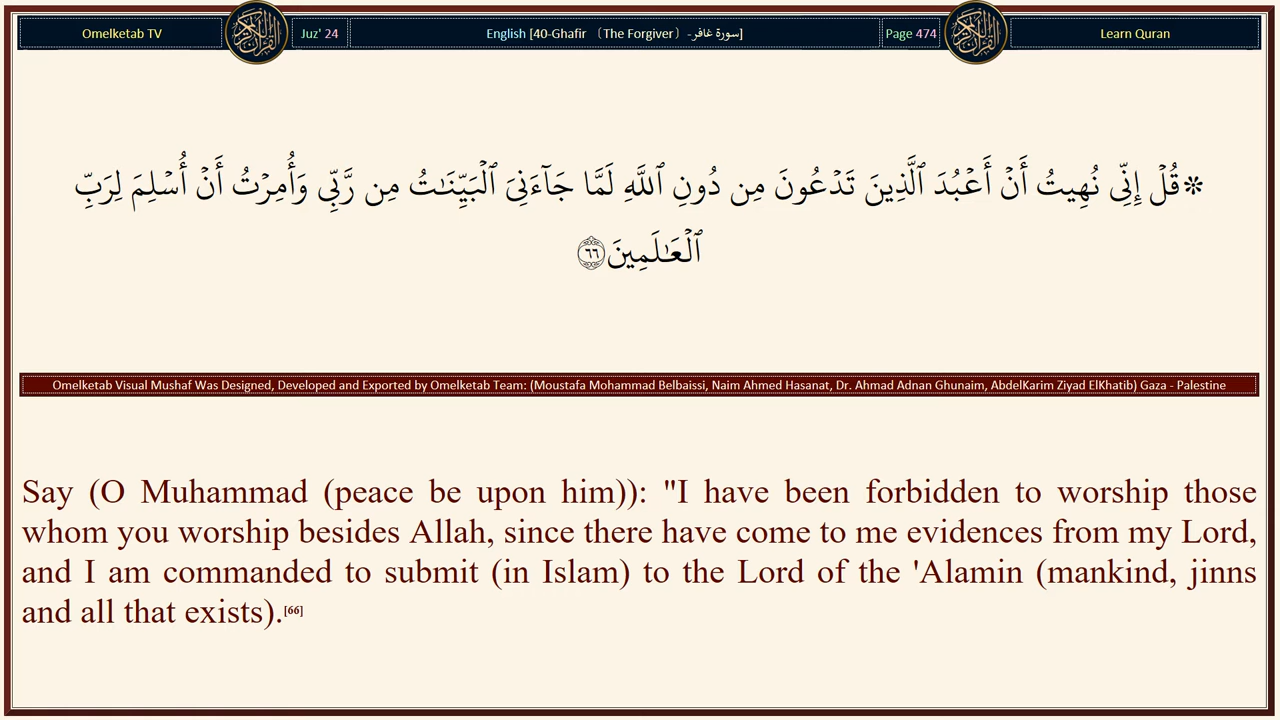 Omelketab TV
Juz' 24
English [40-Ghafir (The Forgiver) -سورة غافر]
Page 474
Learn Quran
۞قُلۡ إِنِّي نُهِيتُ أَنۡ أَعۡبُدَ ٱلَّذِينَ تَدۡعُونَ مِن دُونِ ٱللَّهِ لَمَّا جَآءَنِيَ ٱلۡبَيِّنَٰتُ مِن رَّبِّي وَأُمِرۡتُ أَنۡ أُسۡلِمَ لِرَبِّ
ٱلۡعَٰلَمِينَ٦٦
Omelketab Visual Mushaf Was Designed, Developed and Exported by Omelketab Team: (Moustafa Mohammad Belbaissi, Naim Ahmed Hasanat, Dr. Ahmad Adnan Ghunaim, AbdelKarim Ziyad ElKhatib) Gaza - Palestine
Say (O Muhammad (peace be upon him)): "I have been forbidden to worship those
whom you worship besides Allah, since there have come to me evidences from my Lord,
and I am commanded to submit (in Islam) to the Lord of the 'Alamin (mankind, jinns
and all that exists).[66]